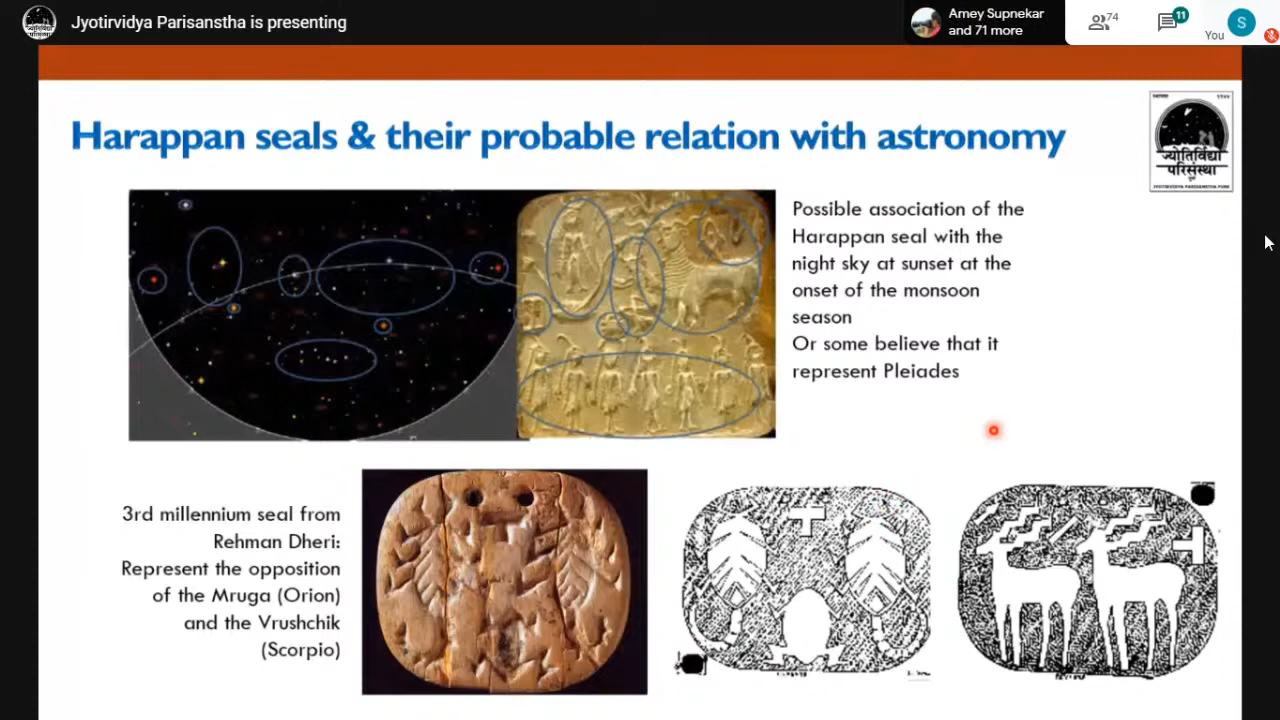 Jyotirvidya Parisanstha is presenting
Amey Supnekar
and 71 more
74
11
You
S
Harappan seals & their probable relation with astronomy
ज्योतिर्विद्या
परिसंस्था
JYOTIRVIDYA PARISANSTHA PUNE
Possible association of the
Harappan seal with the
night sky at sunset at the
onset of the monsoon
season
Or some believe that it
represent Pleiades
3rd millennium seal from
Rehman Dheri:
Represent the opposition
of the Mruga (Orion)
and the Vrushchik
(Scorpio)